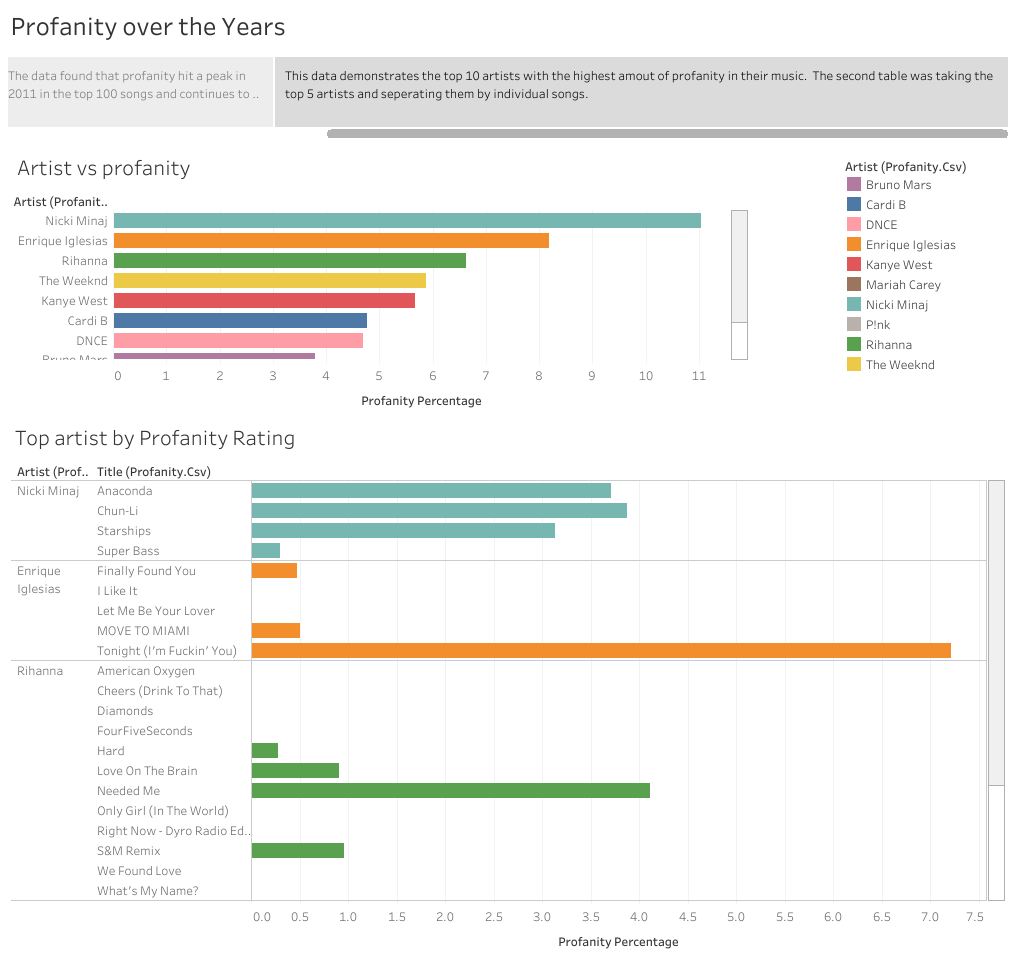 Profanity over the Years
The data found that profanity hit a peak in
2011 in the top 100 songs and continues to ..
This data demonstrates the top 10 artists with the highest amout of profanity in their music. The second table was taking the
top 5 artists and seperating them by individual songs.
Artist vs profanity
Artist (Profanit..
Nicki Minaj
Enrique Iglesias
Rihanna
The Weeknd
Kanye West
Cardi B
DNCE
Bruno Mars
0 1 2 3 4 5 6 7 8 9 10 11
Profanity Percentage
Artist (Profanity.Csv)
Bruno Mars
Cardi B
DNCE
Enrique Iglesias
Kanye West
Mariah Carey
Nicki Minaj
P!nk
Rihanna
The Weeknd
Top artist by Profanity Rating
Artist (Prof.. Title (Profanity.Csv)
Nicki Minaj Anaconda
Chun-Li
Starships
Super Bass
Enrique Finally Found You
Iglesias I Like It
Let Me Be Your Lover
MOVE TO MIAMI
Tonight (I'm Fuckin' You)
Rihanna American Oxygen
Cheers (Drink To That)
Diamonds
FourFiveSeconds
Hard
Love On The Brain
Needed Me
Only Girl (In The World)
Right Now - Dyro Radio Ed..
S&M Remix
We Found Love
What's My Name?
0.0 0.5 1.0 1.5 2.0 2.5 3.0 3.5 4.0 4.5 5.0 5.5 6.0 6.5 7.0 7.5
Profanity Percentage